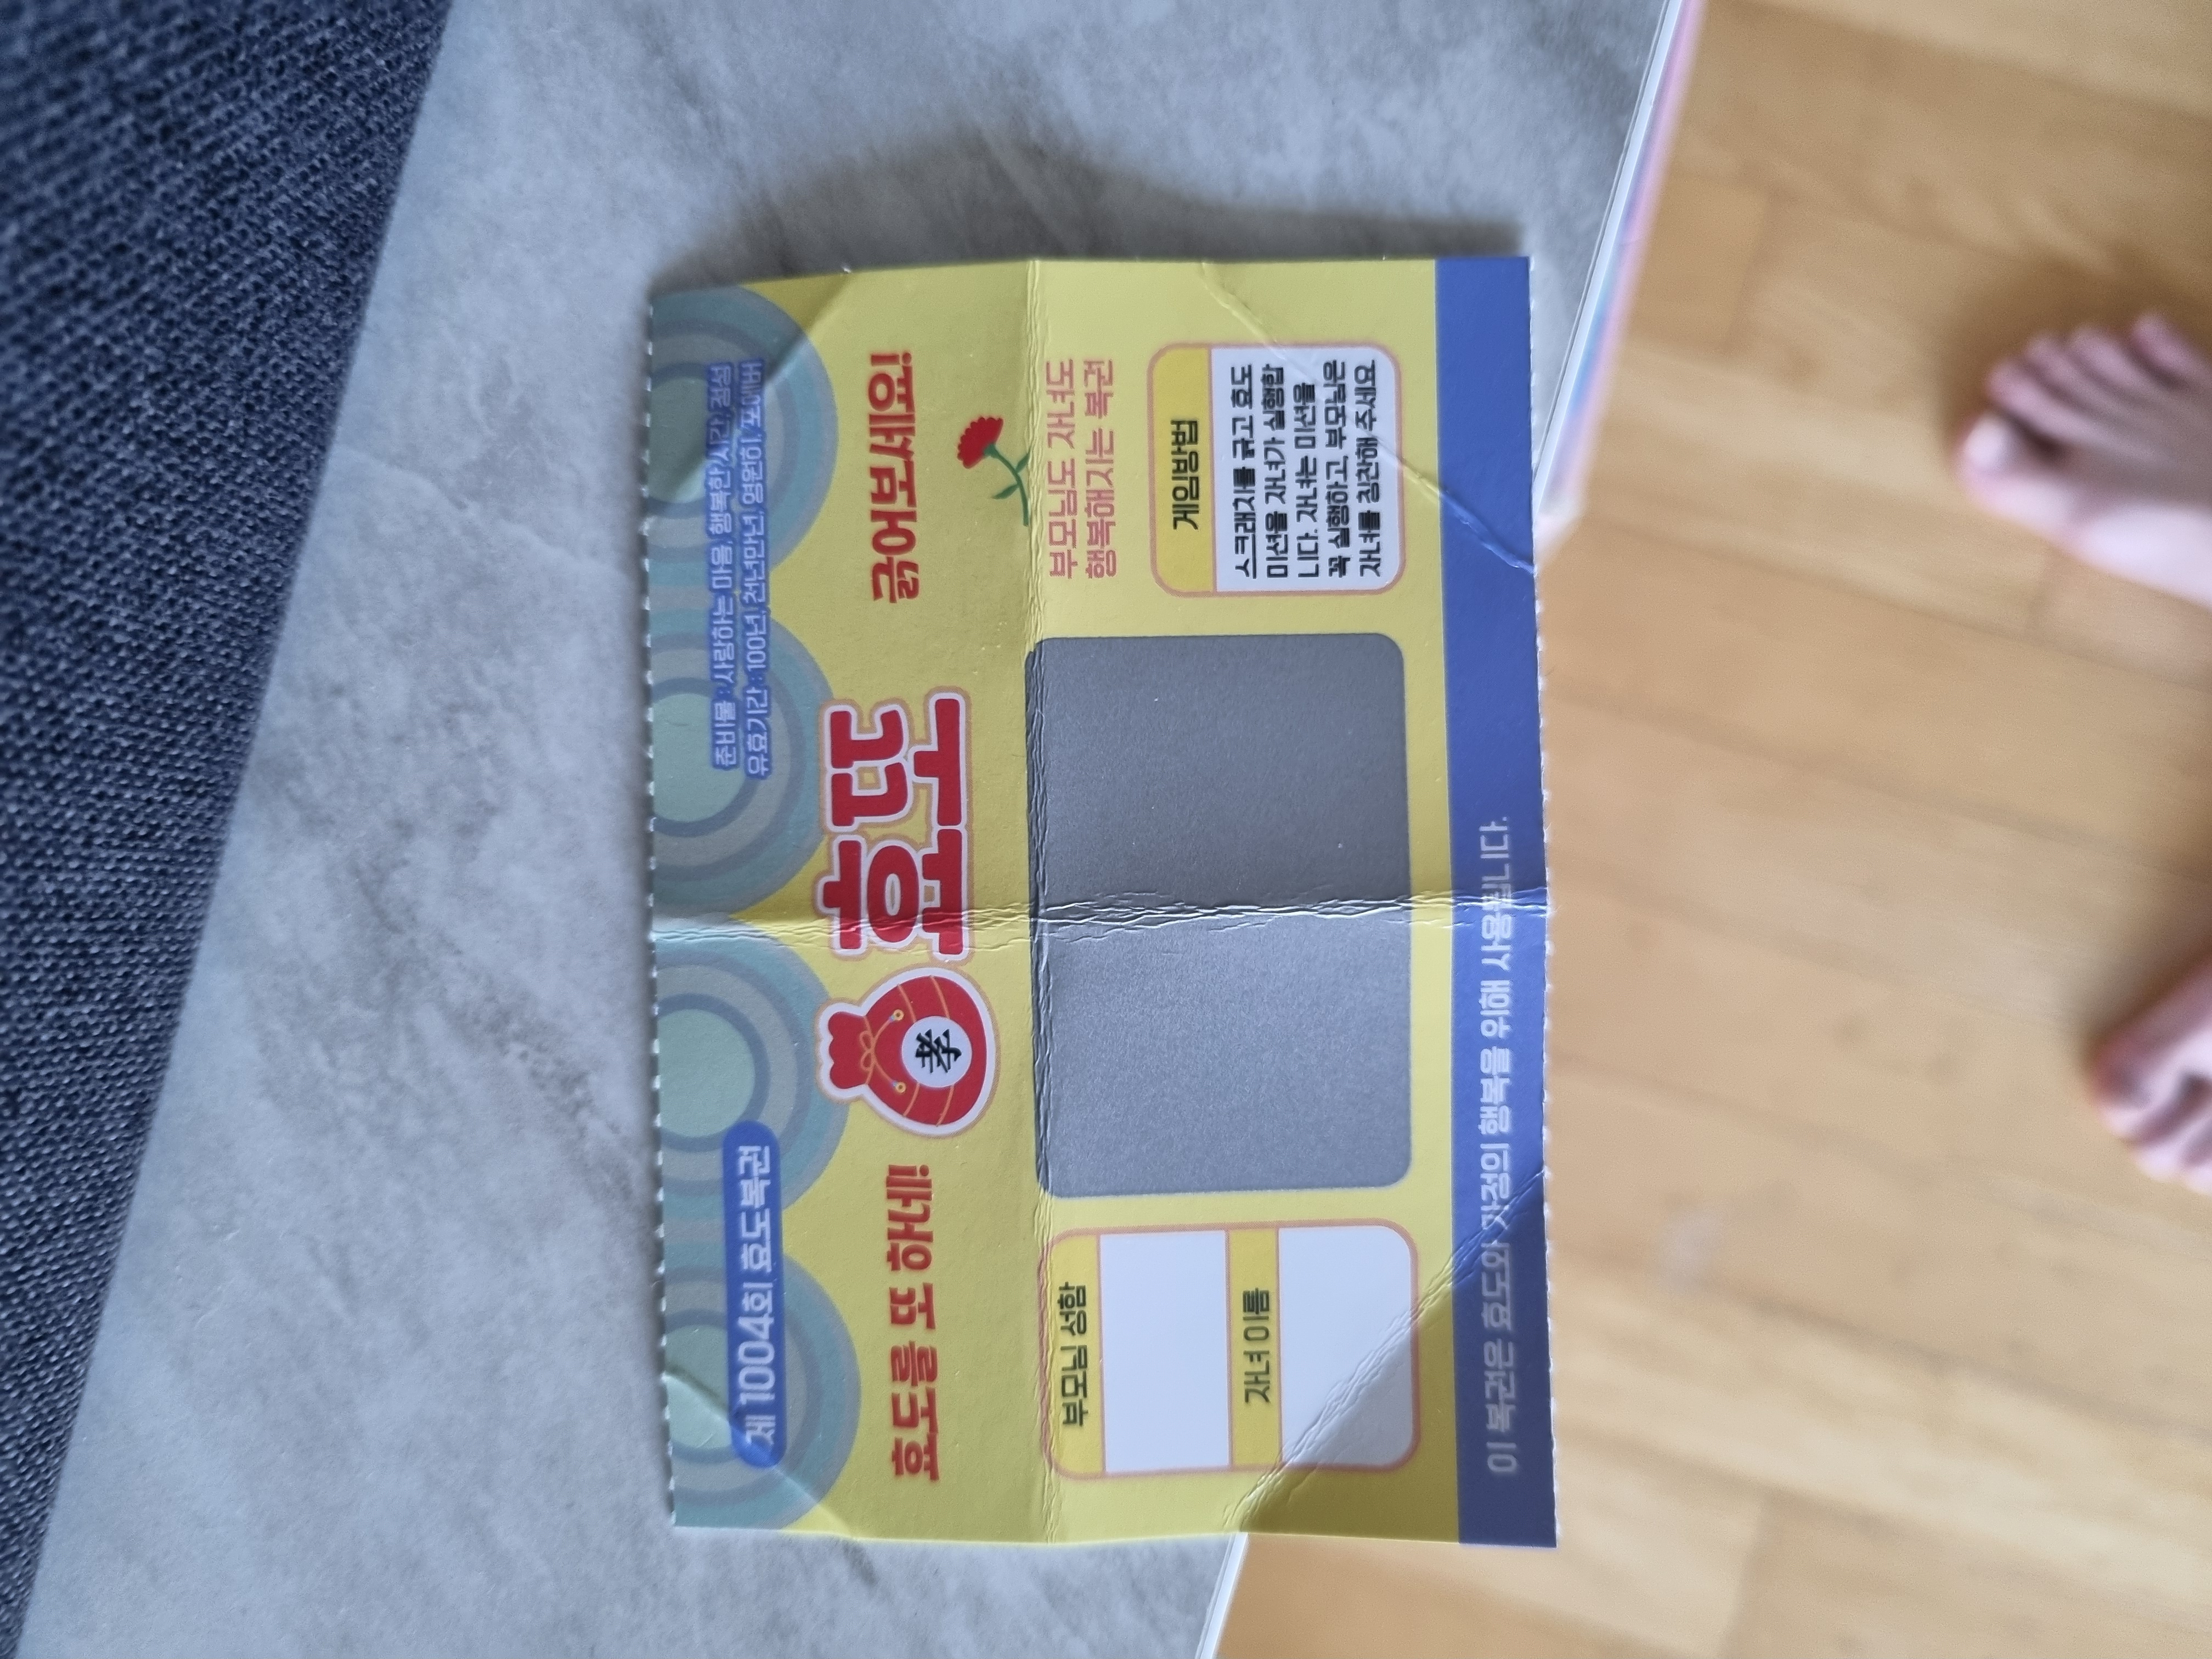 제 1004회 효도복권
준비물 : 사랑하는 마음, 행복한 시간, 정성
유효기간 : 100년, 천년만년, 영원히, 포에버
효도를 또 하네!
孝
효또
긁어보세요!
부모님 성함
자녀 이름
부모님도 자녀도
행복해지는 복권
게임방법
스크래치를 긁고 효도
미션을 자녀가 실행합
니다. 자녀는 미션을
꼭 실행하고, 부모님은
자녀를 칭찬해 주세요.
이 복권은 효도와 가정의 행복을 위해 사용됩니다.